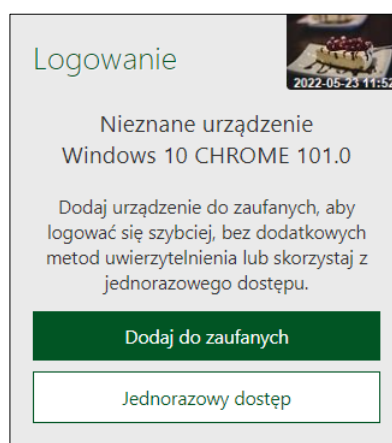 Logowanie
2022-05-23 11:52
Nieznane urządzenie
Windows 10 CHROME 101.0
Dodaj urządzenie do zaufanych, aby
logować się szybciej, bez dodatkowych
metod uwierzytelnienia lub skorzystaj z
jednorazowego dostępu.
Dodaj do zaufanych
Jednorazowy dostęp